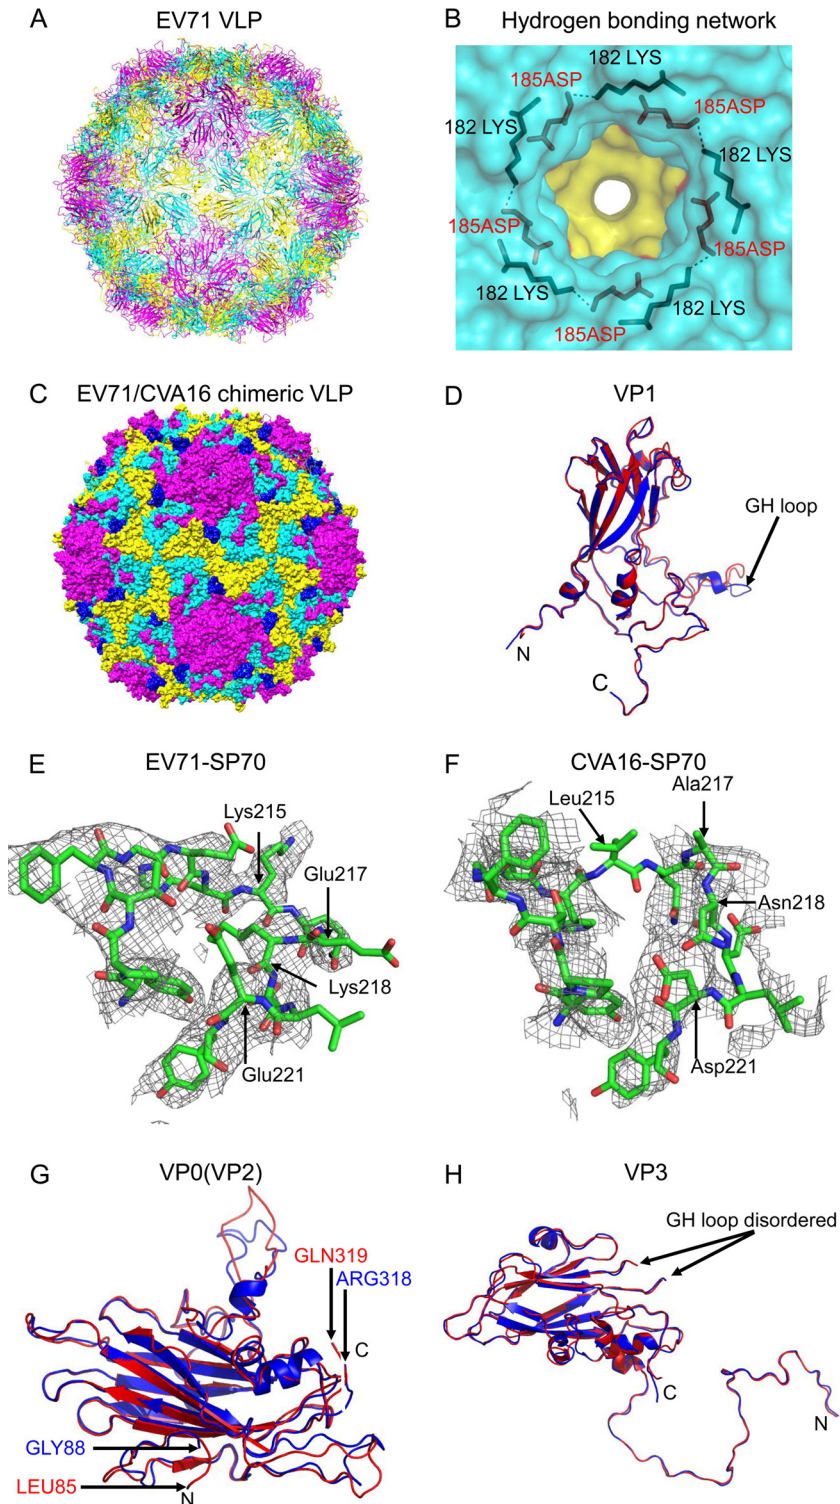 A EV71 VLP
B Hydrogen bonding network
182 LYS
185ASP
185ASP
182 LYS
182 LYS
185ASP
185ASP
182 LYS
182 LYS
185ASP
C EV71/CVA16 chimeric VLP
D VP1
GH loop
N
C
E EV71-SP70
Lys215
Glu217
Lys218
Glu221
F CVA16-SP70
Ala217
Leu215
Asn218
Asp221
G VP0(VP2)
GLN319
ARG318
C
GLY88
LEU85
N
H VP3
GH loop disordered
C
N